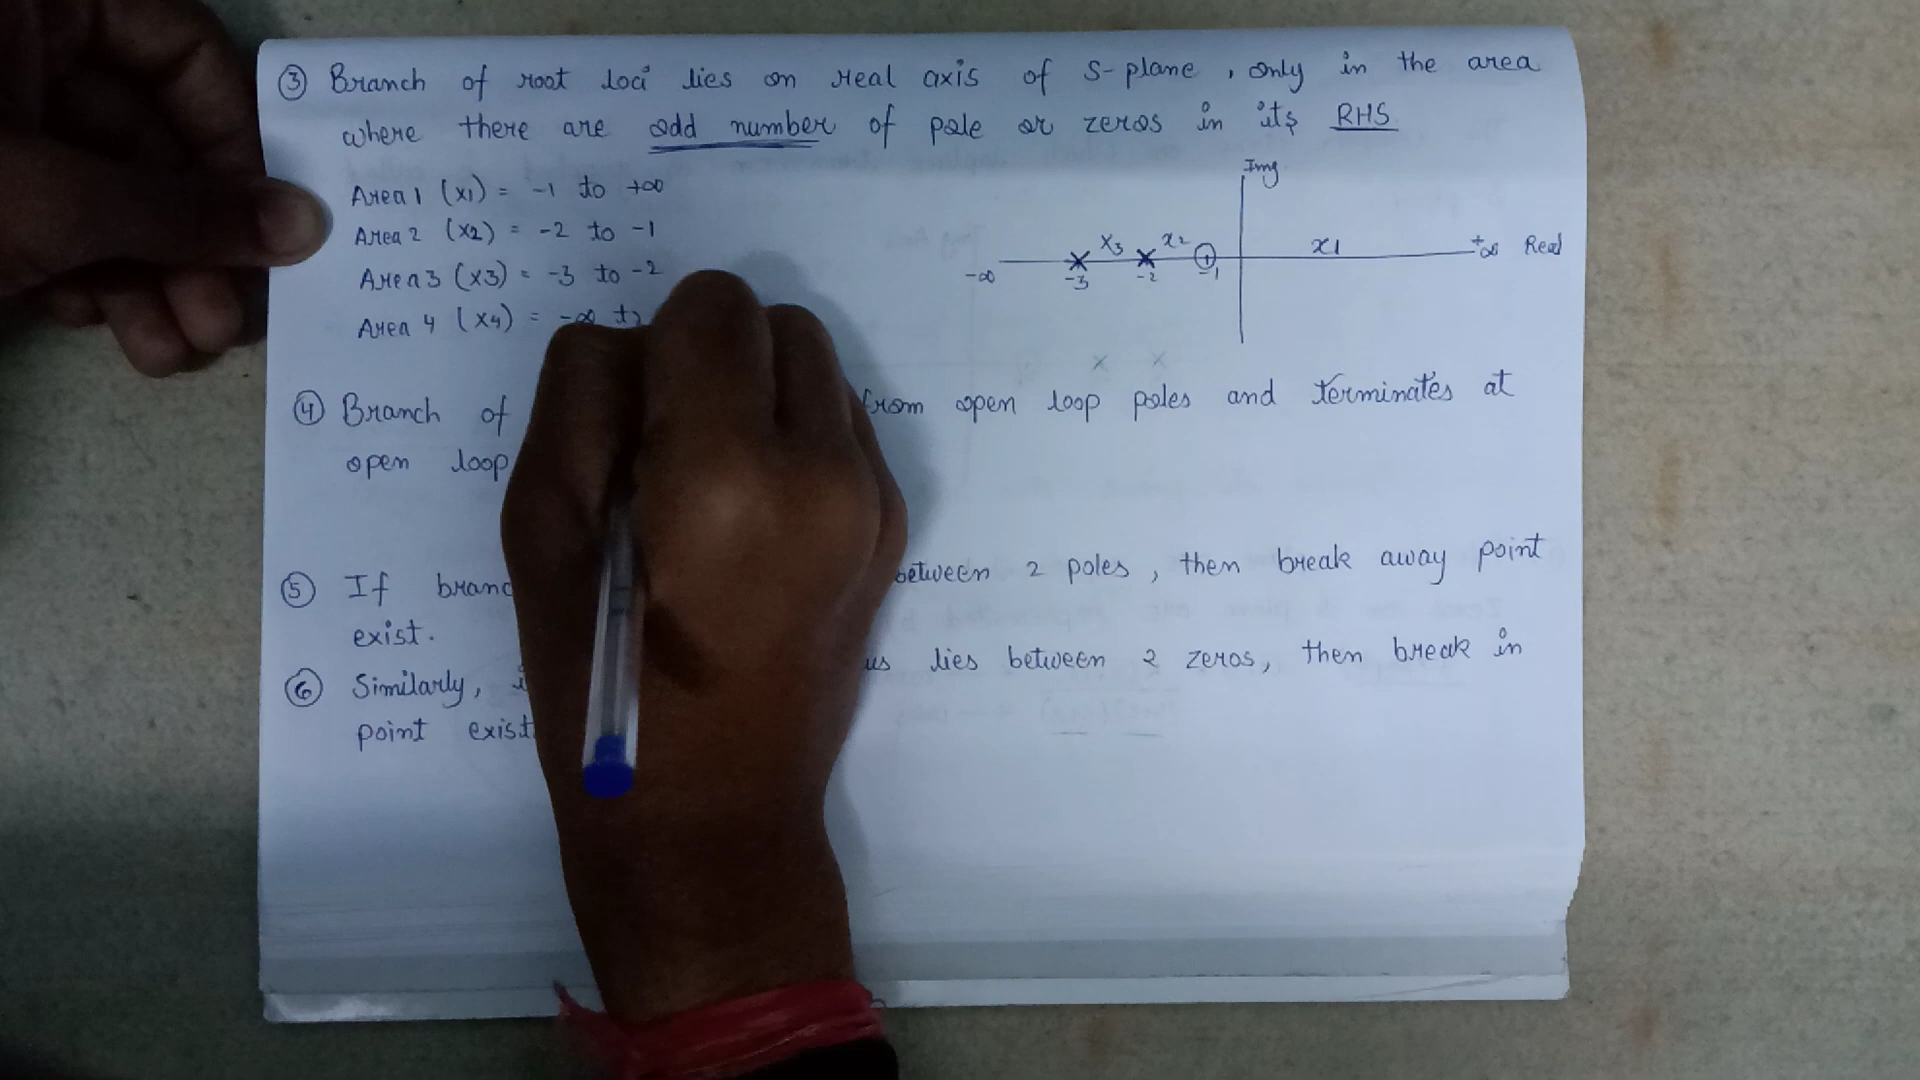 ③ Branch of root loci lies on real axis of S-plane, only in the area
where there are odd number of pole or zeros in its RHS
Area 1 (x1) = -1 to +∞
Area 2 (x2) = -2 to -1
Area 3 (x3) = -3 to -2
Area 4 (x4) = -∞ to
Img
x3 x2 x1 +∞ Real
-∞ -3 -2 -1
④ Branch of from open loop poles and terminates at
open loop
⑤ If branc between 2 poles, then break away point
exist.
⑥ Similarly, us lies between 2 zeros, then break in
point exist